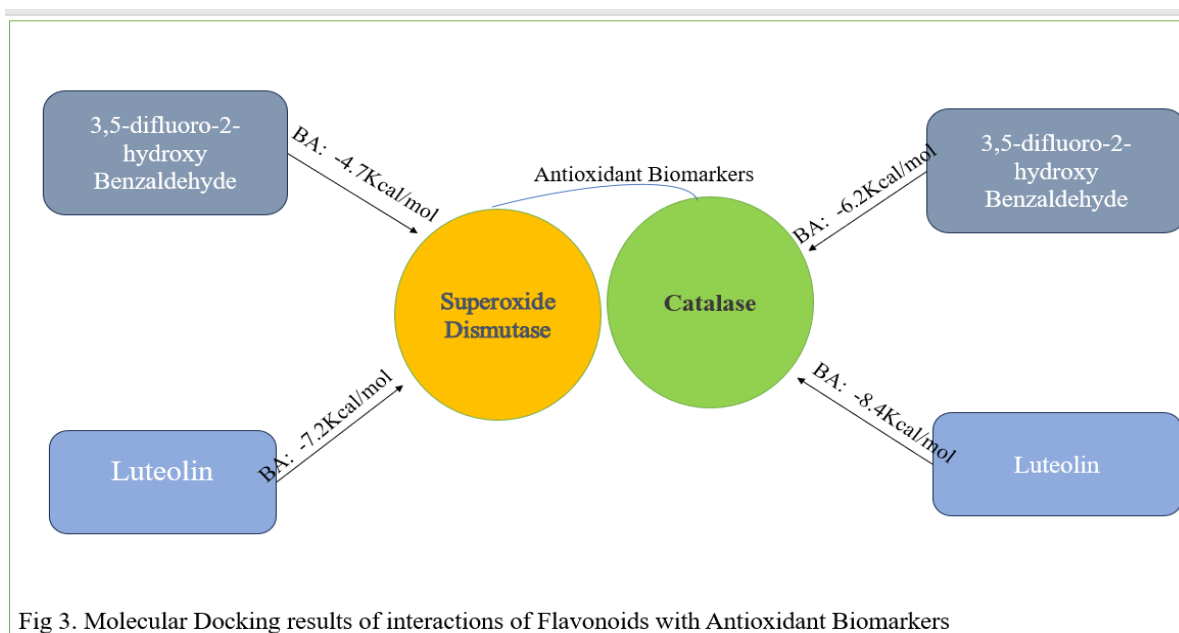 3,5-difluoro-2-
hydroxy
Benzaldehyde
BA:  -4.7Kcal/mol
Antioxidant Biomarkers
BA:  -6.2Kcal/mol
3,5-difluoro-2-
hydroxy
Benzaldehyde
Superoxide
Dismutase
Catalase
Luteolin
BA:  -7.2Kcal/mol
BA:  -8.4Kcal/mol
Luteolin
Fig 3. Molecular Docking results of interactions of Flavonoids with Antioxidant Biomarkers